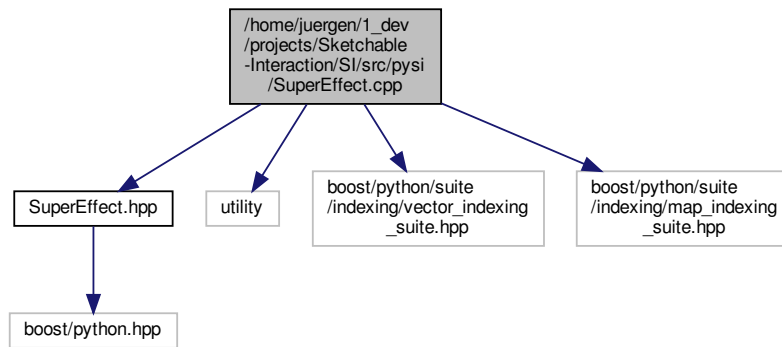 /home/juergen/1_dev
/projects/Sketchable
-Interaction/SI/src/pysi
/SuperEffect.cpp
SuperEffect.hpp
utility
boost/python/suite
/indexing/vector_indexing
_suite.hpp
boost/python/suite
/indexing/map_indexing
_suite.hpp
boost/python.hpp